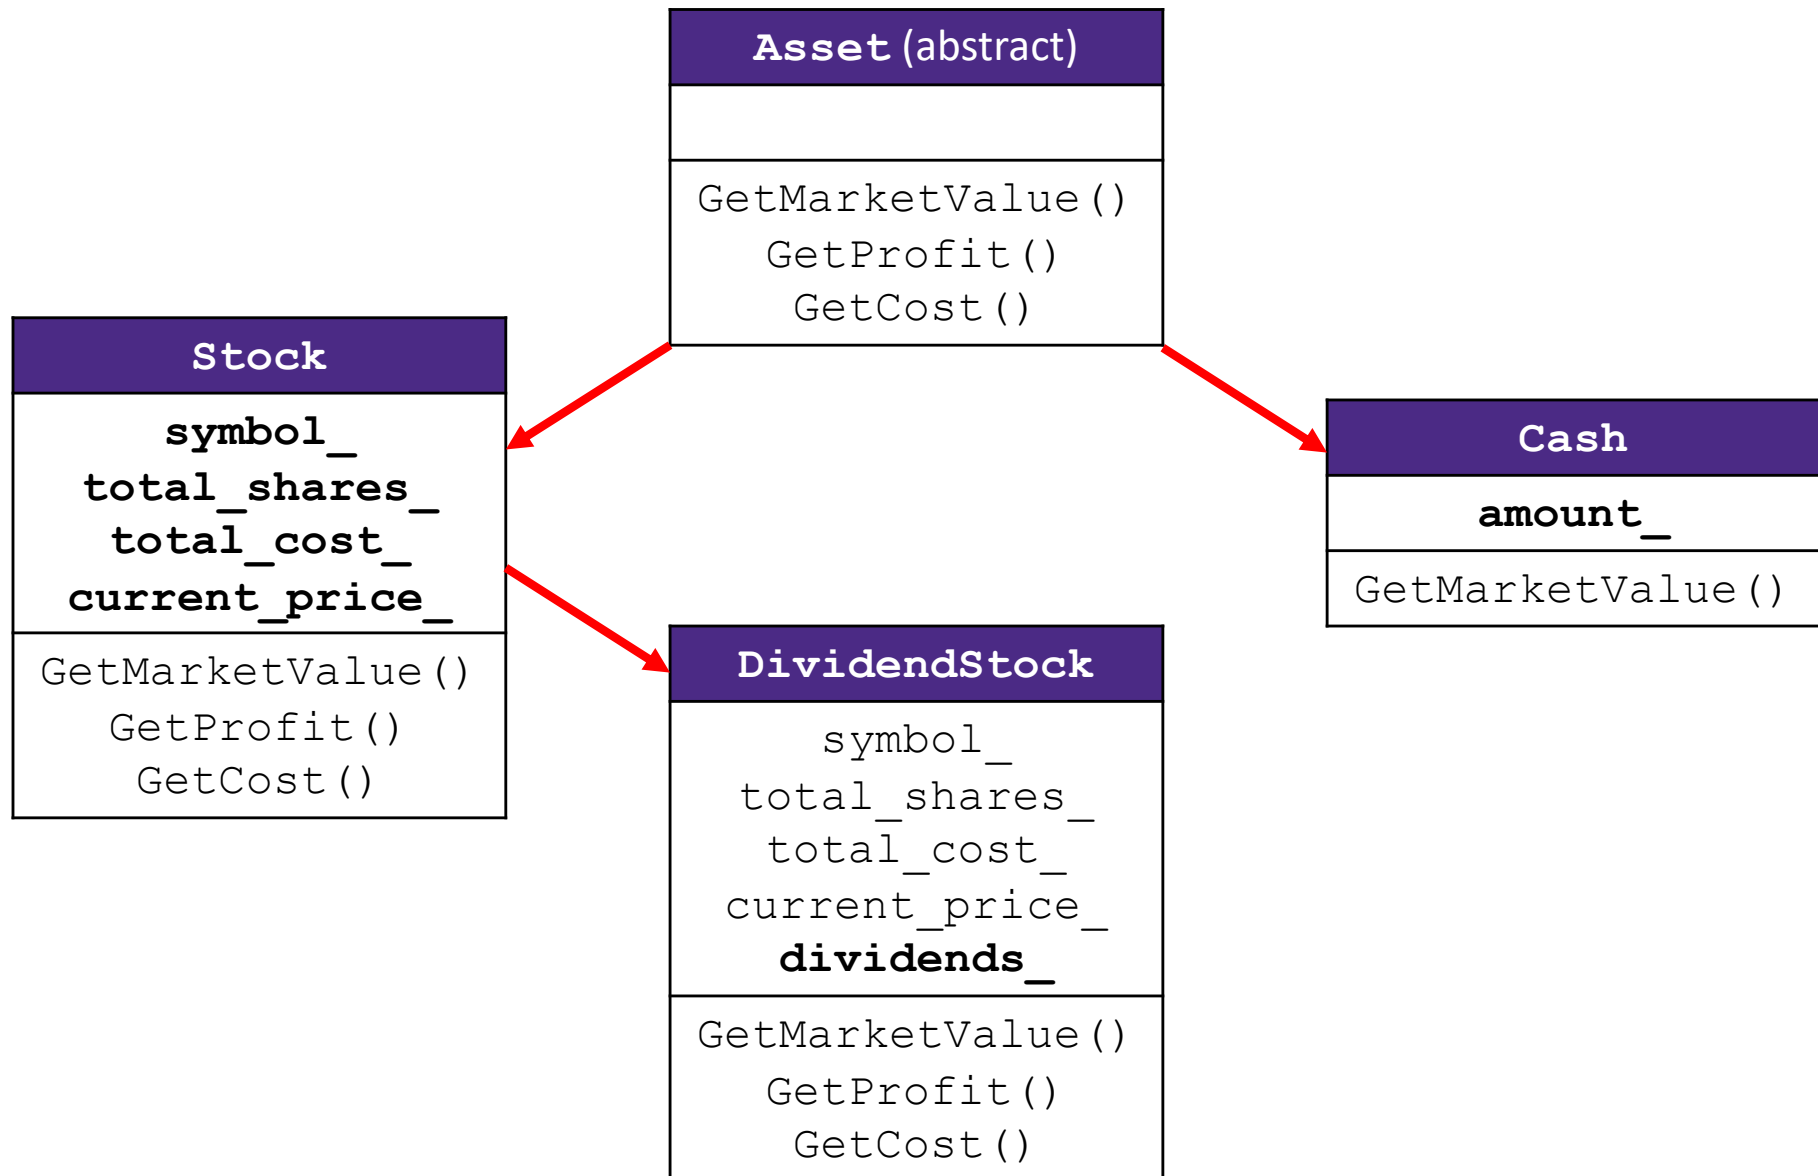 Asset (abstract)
GetMarketValue()
GetProfit()
GetCost()
Stock
symbol_
total_shares_
total_cost_
current_price_
GetMarketValue()
GetProfit()
GetCost()
Cash
amount_
GetMarketValue()
DividendStock
symbol_
total_shares_
total_cost_
current_price_
dividends_
GetMarketValue()
GetProfit()
GetCost()